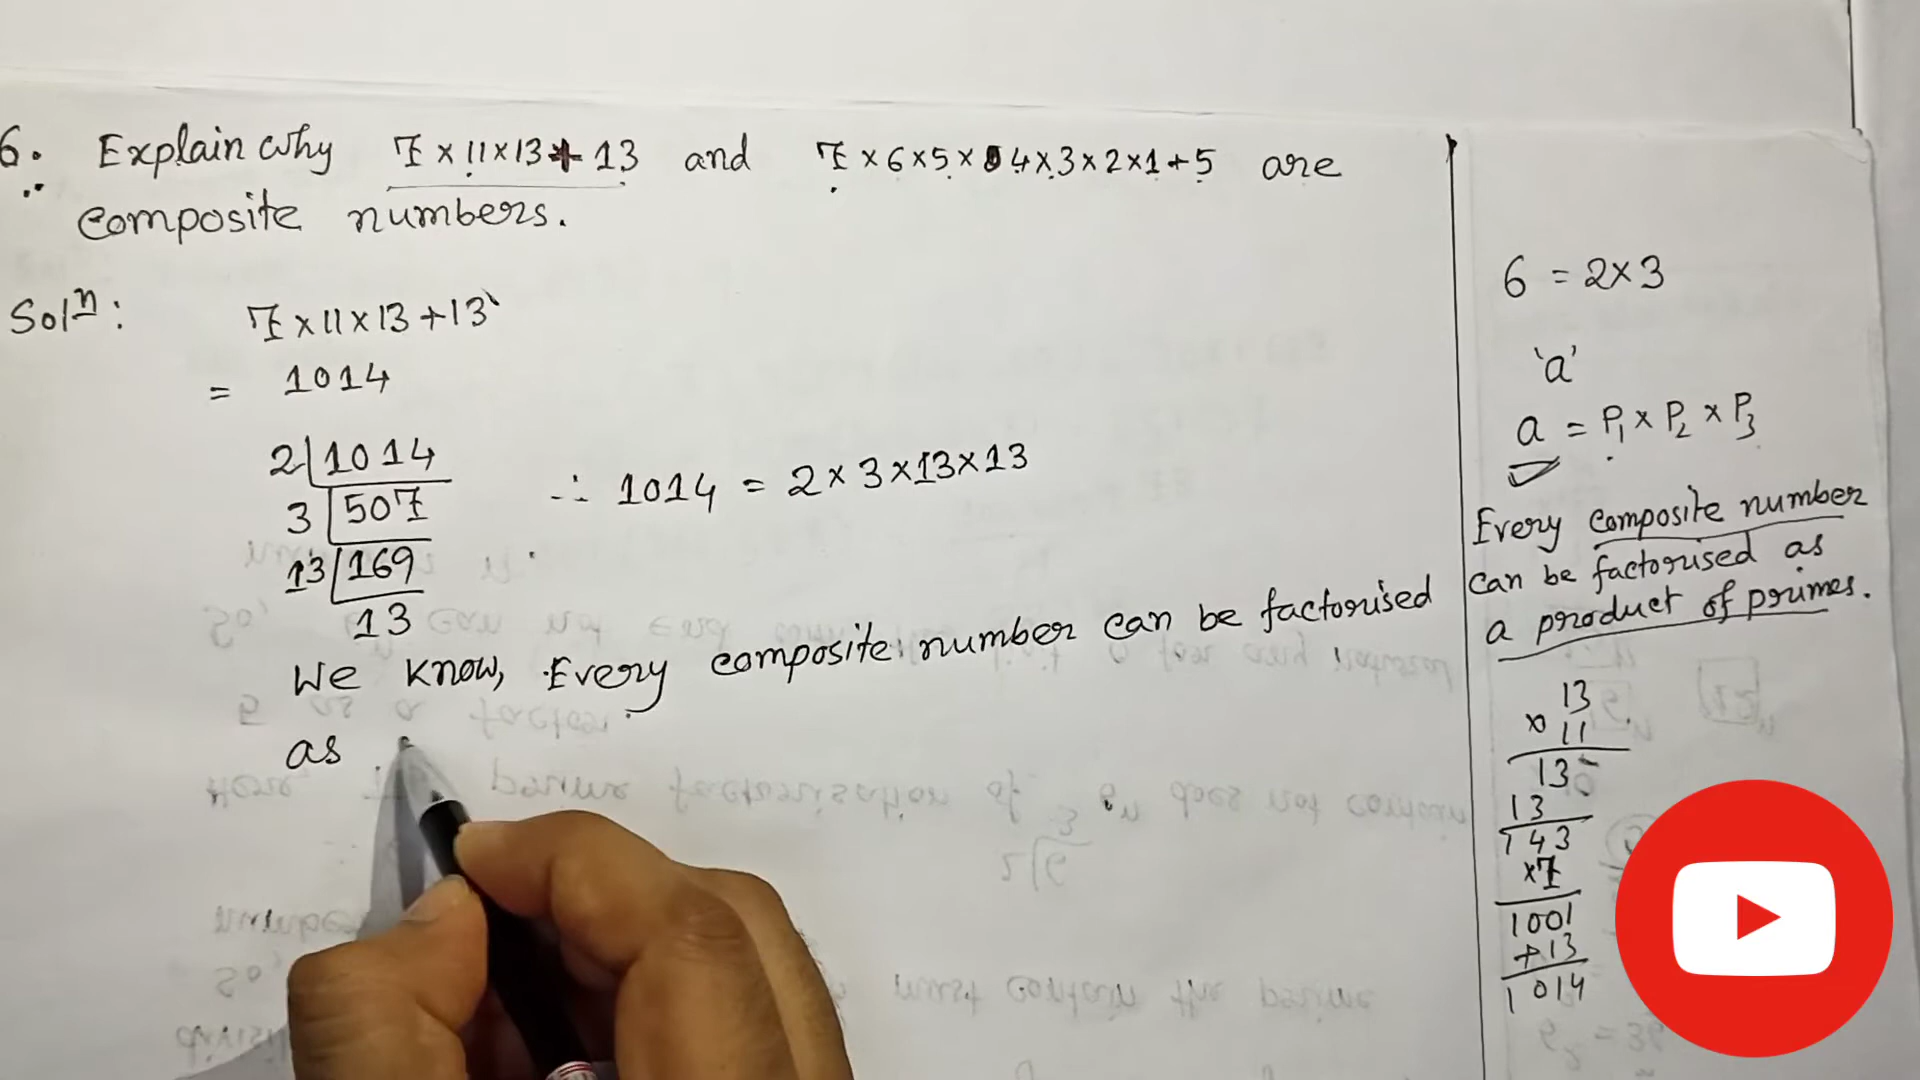 6. Explain why 7×11×13+13 and 7×6×5×4×3×2×1+5 are
composite numbers.
Solⁿ: 7×11×13+13
= 1014
2 1014
3 507
13 169
13
∴ 1014 = 2×3×13×13
We know, Every composite number can be factorised
as
6 = 2×3
'a'
a = P₁ × P₂ × P₃
Every composite number
can be factorised as
a product of primes.
13
× 11
13
13
143
×7
1001
+13
1014